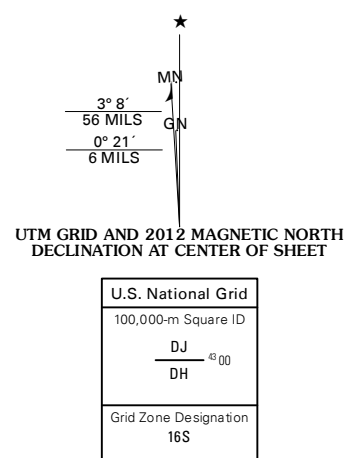 MN
3° 8´
56 MILS
GN
0° 21´
6 MILS
UTM GRID AND 2012 MAGNETIC NORTH
DECLINATION AT CENTER OF SHEET
U.S. National Grid
100,000-m Square ID
DJ
43 00
DH
Grid Zone Designation
16S